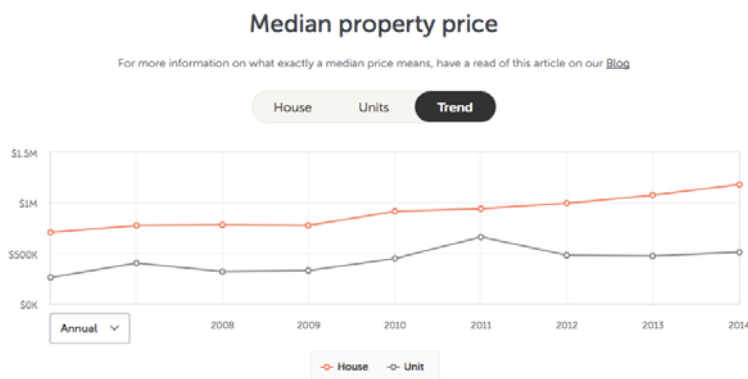 Median property price
For more information on what exactly a median price means, have a read of this article on our Blog
House Units Trend
$1.5M
$1M
$500K
$0K
Annual 2008 2009 2010 2011 2012 2013 2014
House Unit